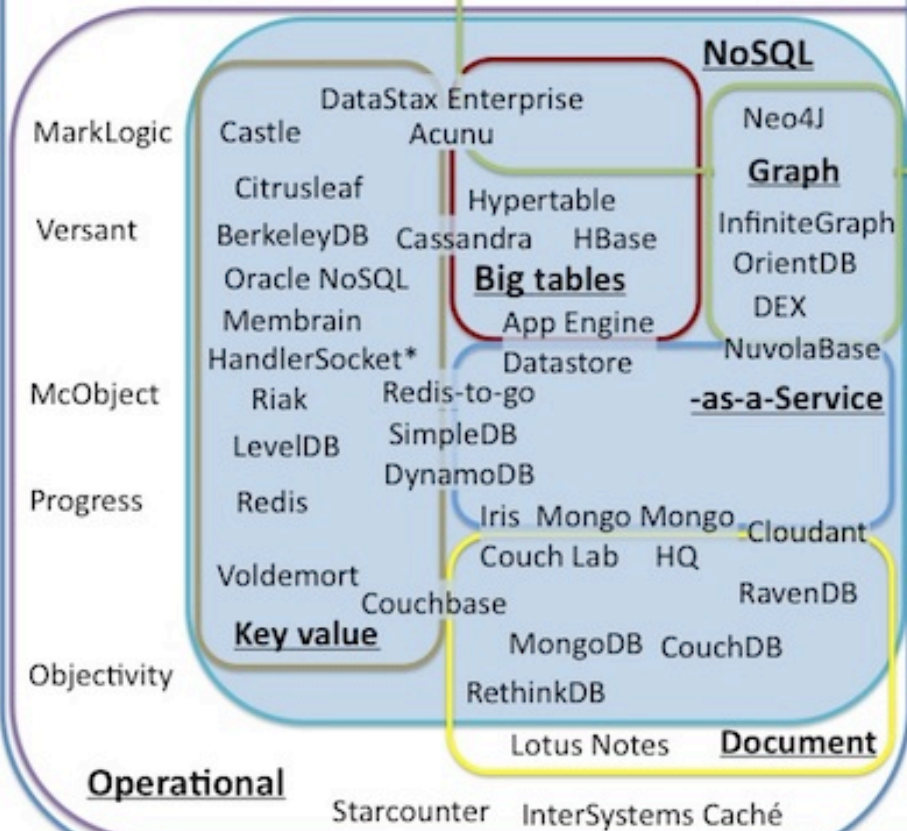 NoSQL
DataStax Enterprise
MarkLogic Castle Acunu Neo4J
Graph
Citrusleaf Hypertable
Versant BerkeleyDB Cassandra HBase InfiniteGraph
Oracle NoSQL Big tables OrientDB
Membrain App Engine DEX
HandlerSocket* Datastore NuvolaBase
McObject Riak Redis-to-go -as-a-Service
LevelDB SimpleDB
DynamoDB
Progress Redis Iris Mongo Mongo Cloudant
Couch Lab HQ
Voldemort RavenDB
Couchbase
Key value MongoDB CouchDB
Objectivity RethinkDB
Lotus Notes Document
Operational
Starcounter InterSystems Caché